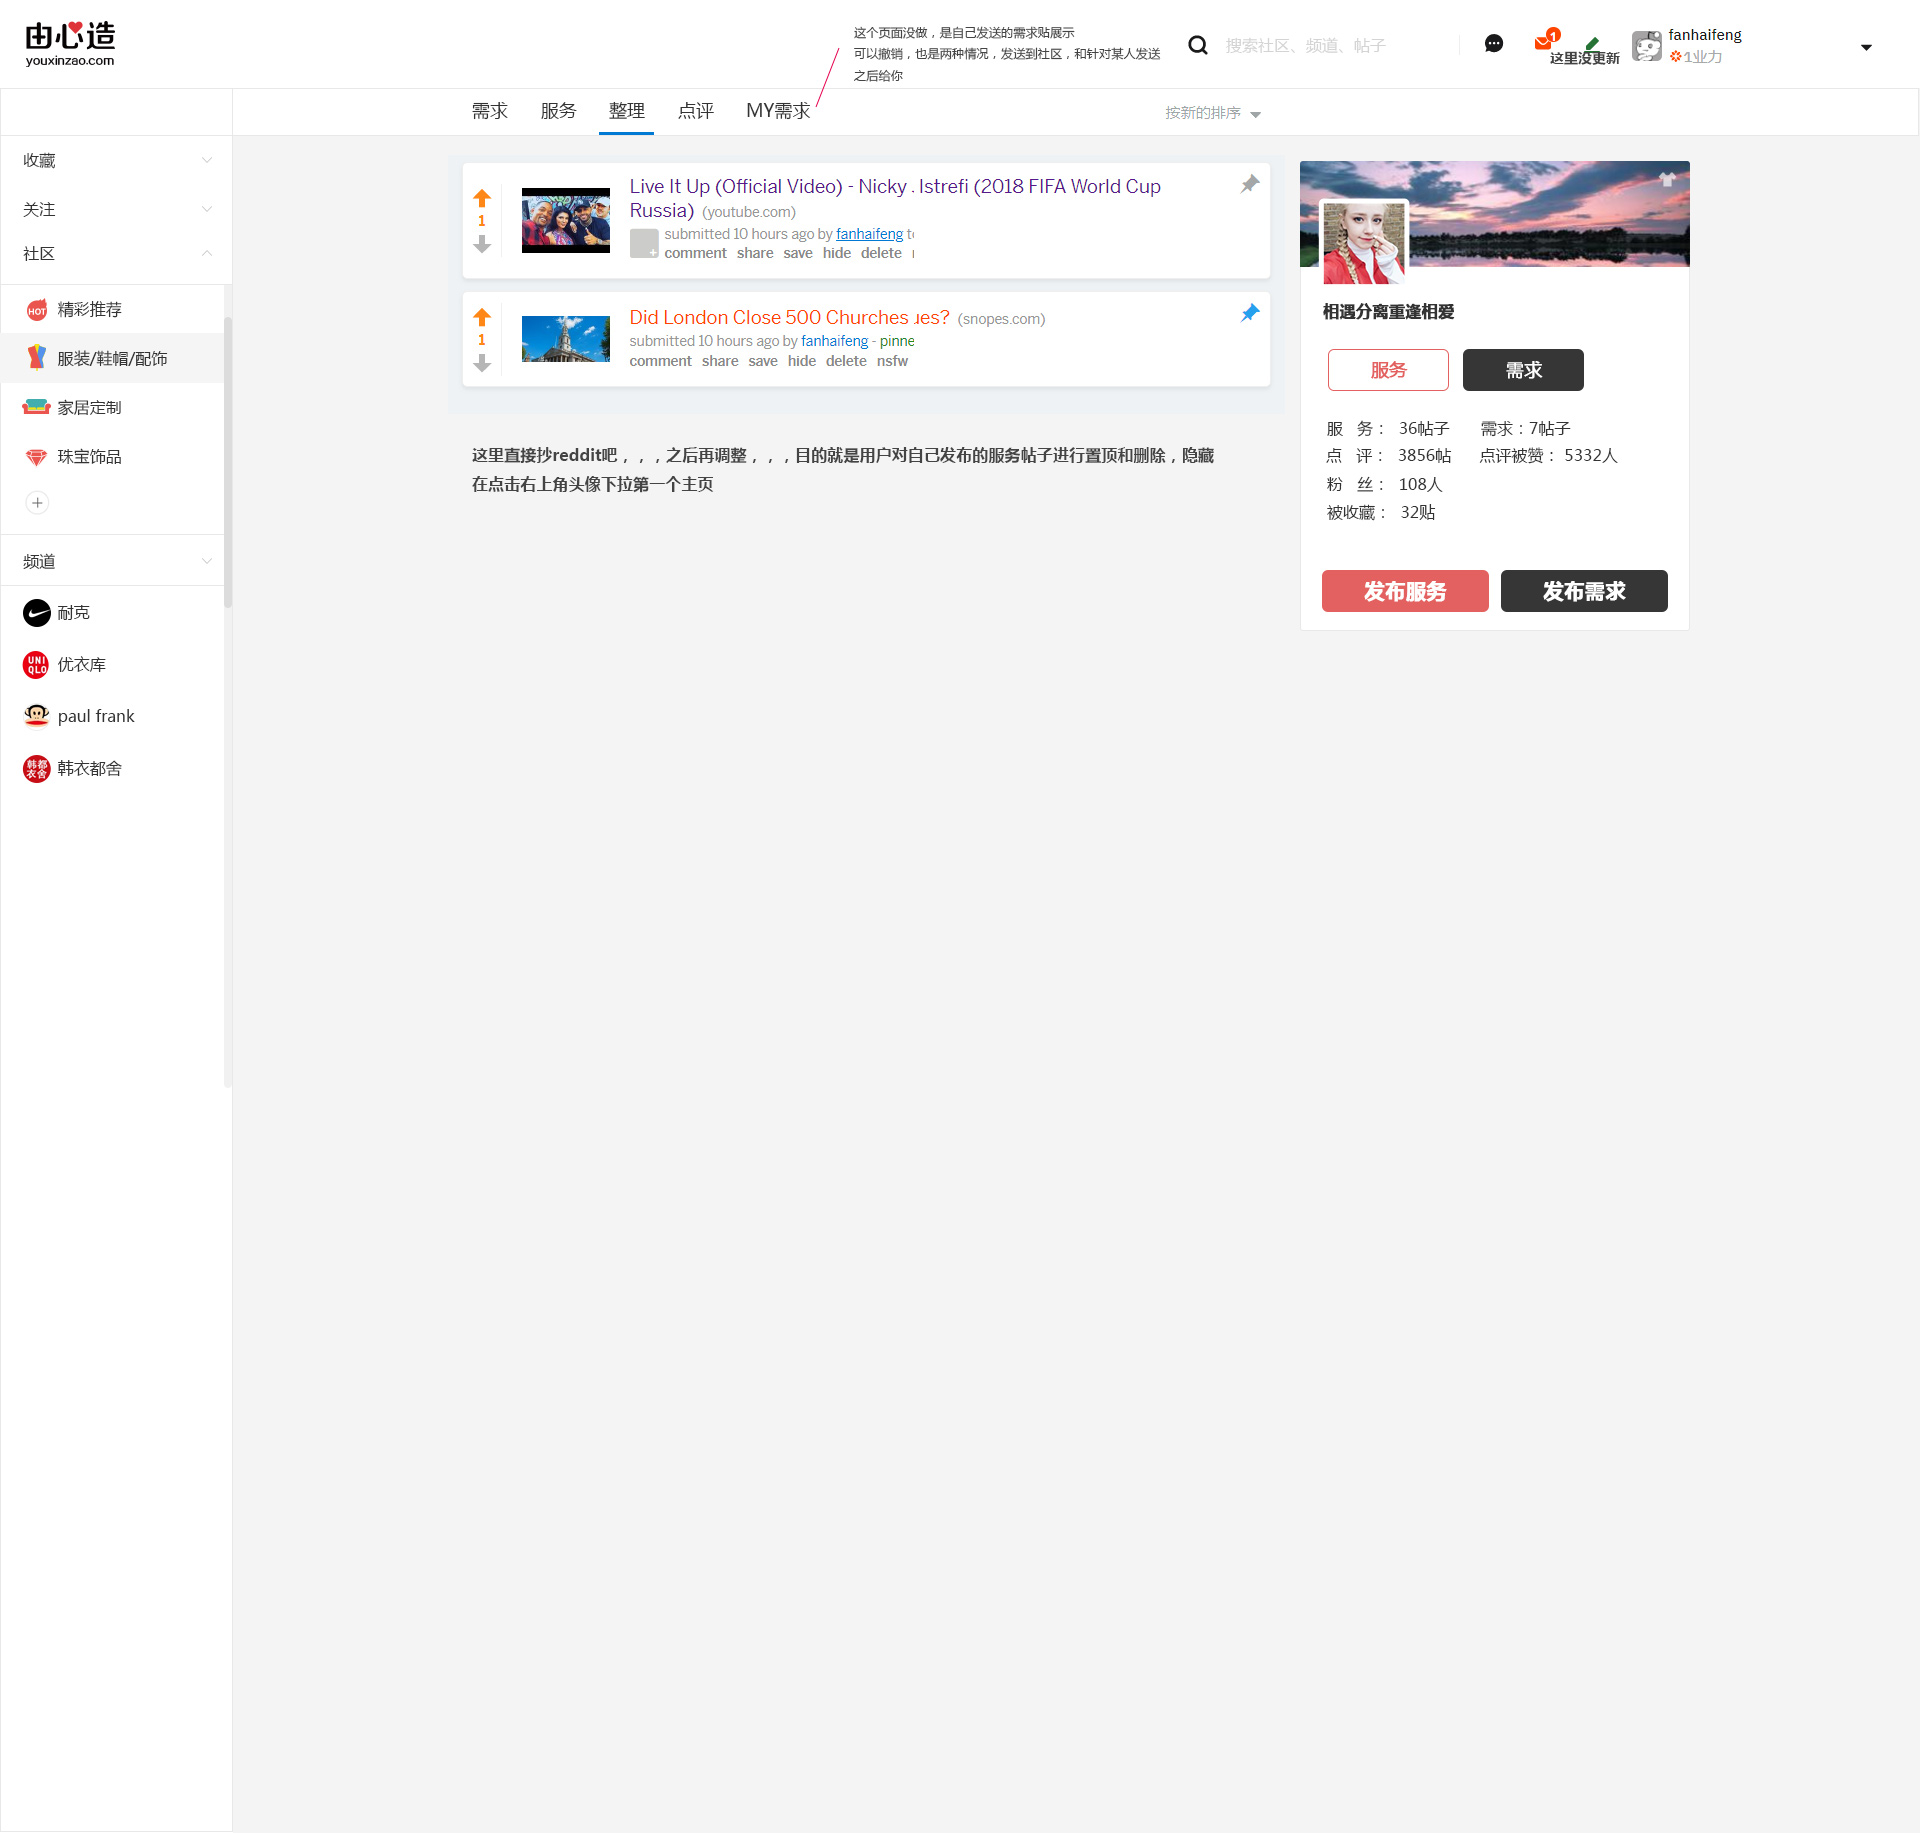 由心造
youxinzao.com
这个页面没做，是自己发送的需求贴展示
可以撤销，也是两种情况，发送到社区，和针对某人发送
之后给你
搜索社区、频道、帖子
1
这里没更新
fanhaifeng
1业力
需求 服务 整理 点评 MY需求
按新的排序
收藏
关注
社区
HOT 精彩推荐
服装/鞋帽/配饰
家居定制
珠宝饰品
频道
耐克
UNI QLO 优衣库
paul frank
韩都衣舍 韩衣都舍
1
Live It Up (Official Video) - Nicky . Istrefi (2018 FIFA World Cup
Russia) (youtube.com)
submitted 10 hours ago by fanhaifeng
comment share save hide delete
1
Did London Close 500 Churches ues? (snopes.com)
submitted 10 hours ago by fanhaifeng - pinne
comment share save hide delete nsfw
这里直接抄reddit吧，，，之后再调整，，，目的就是用户对自己发布的服务帖子进行置顶和删除，隐藏
在点击右上角头像下拉第一个主页
相遇分离重逢相爱
服务 需求
服 务： 36帖子 需求：7帖子
点 评： 3856帖 点评被赞： 5332人
粉 丝： 108人
被收藏： 32贴
发布服务 发布需求